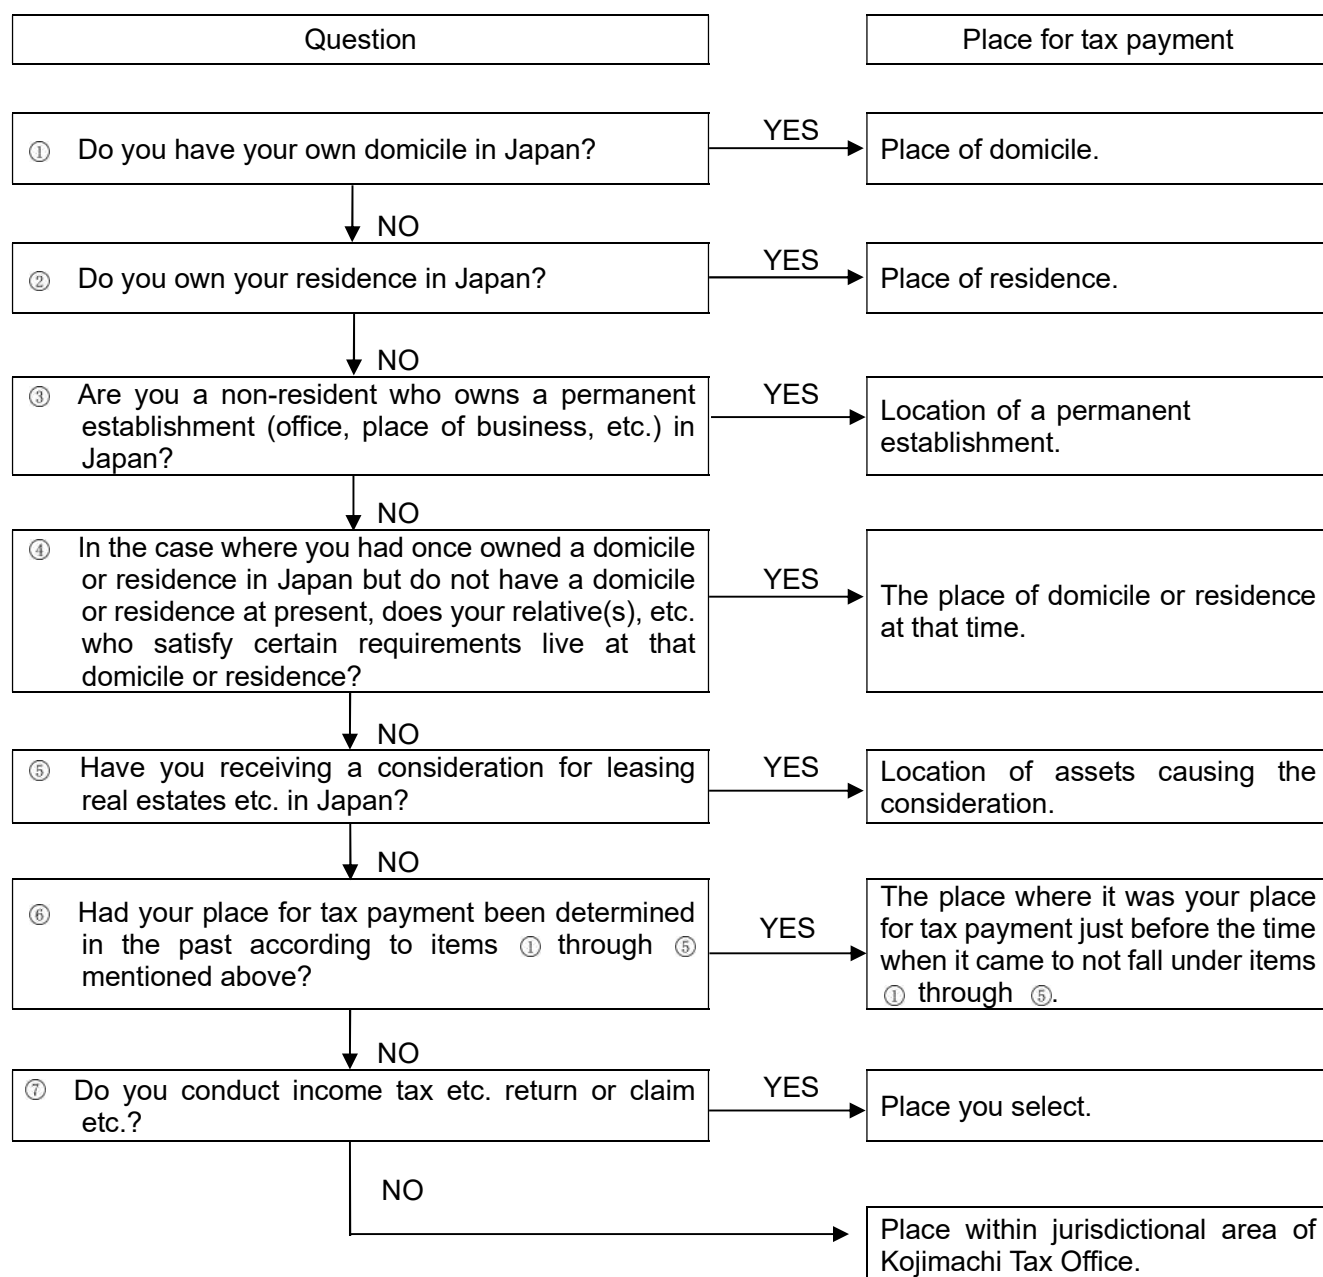 Question
Place for tax payment
① Do you have your own domicile in Japan?
YES
Place of domicile.
NO
② Do you own your residence in Japan?
YES
Place of residence.
NO
③ Are you a non-resident who owns a permanent
establishment (office, place of business, etc.) in
Japan?
YES
Location of a permanent
establishment.
NO
④ In the case where you had once owned a domicile
or residence in Japan but do not have a domicile
or residence at present, does your relative(s), etc.
who satisfy certain requirements live at that
domicile or residence?
YES
The place of domicile or residence
at that time.
NO
⑤ Have you receiving a consideration for leasing
real estates etc. in Japan?
YES
Location of assets causing the
consideration.
NO
⑥ Had your place for tax payment been determined
in the past according to items ① through ⑤
mentioned above?
YES
The place where it was your place
for tax payment just before the time
when it came to not fall under items
① through ⑤.
NO
⑦ Do you conduct income tax etc. return or claim
etc.?
YES
Place you select.
NO
Place within jurisdictional area of
Kojimachi Tax Office.